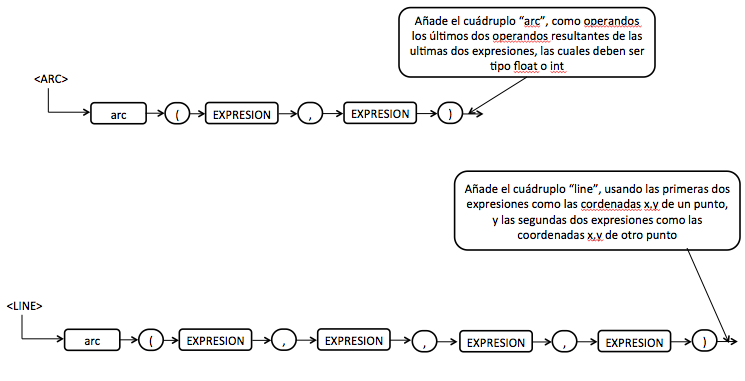 Añade el cuádruplo “arc”, como operandos
los últimos dos operandos resultantes de las
ultimas dos expresiones, las cuales deben ser
tipo float o int
<ARC>
arc ( EXPRESION , EXPRESION )
Añade el cuádruplo “line”, usando las primeras dos
expresiones como las cordenadas x,y de un punto,
y las segundas dos expresiones como las
coordenadas x,y de otro punto
<LINE>
arc ( EXPRESION , EXPRESION , EXPRESION , EXPRESION )